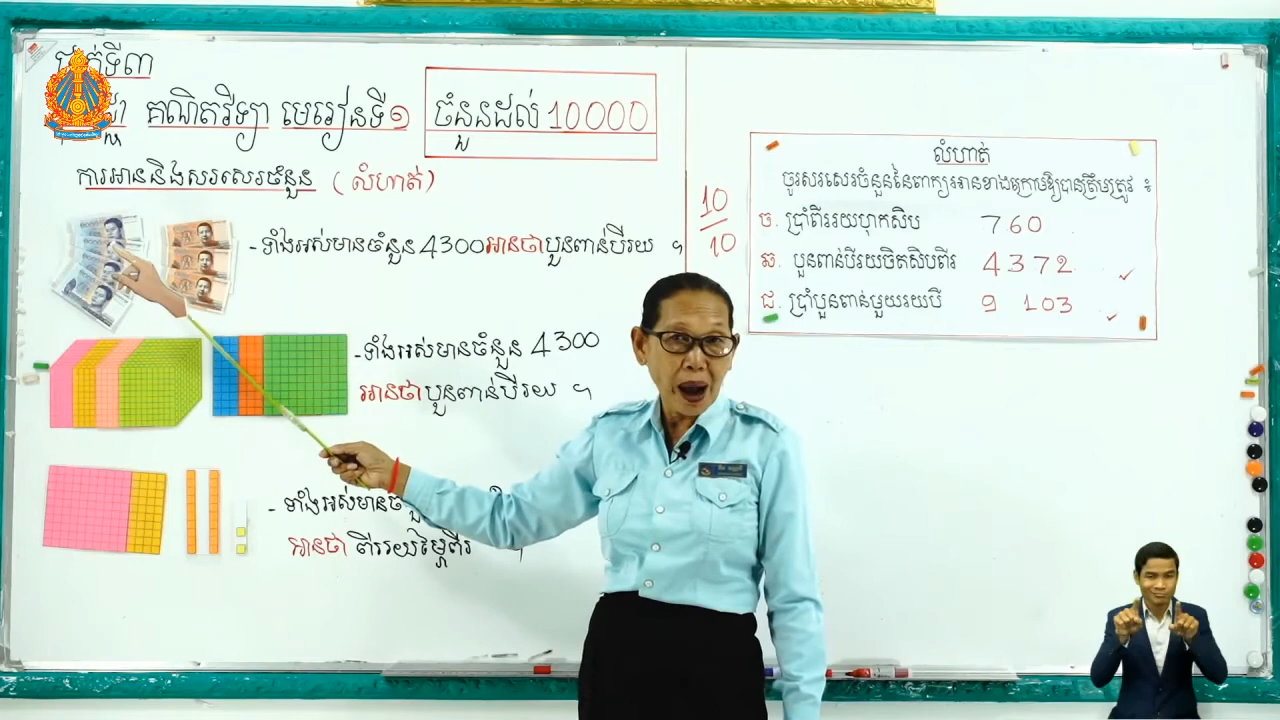 ថ្នាក់ទី៣
គណិតវិទ្យា មេរៀនទី១ ចំនួនដល់ 10000
ការអាននិងសរសេរចំនួន (លំហាត់)
- ទាំងអស់មានចំនួន 4300 អានថា បួនពាន់បីរយ ។
- ទាំងអស់មានចំនួន 4300
អានថា បួនពាន់បីរយ ។
- ទាំងអស់មាន
អានថា ពីររយម្ភៃពីរ ។
10
10
លំហាត់
ចូរសរសេរចំនួននៃពាក្យអានខាងក្រោមឱ្យបានត្រឹមត្រូវ ៖
ច. ប្រាំពីររយហុកសិប 760
ឆ. បួនពាន់បីរយចិតសិបពីរ 4372
ជ. ប្រាំបួនពាន់មួយរយបី 9 103